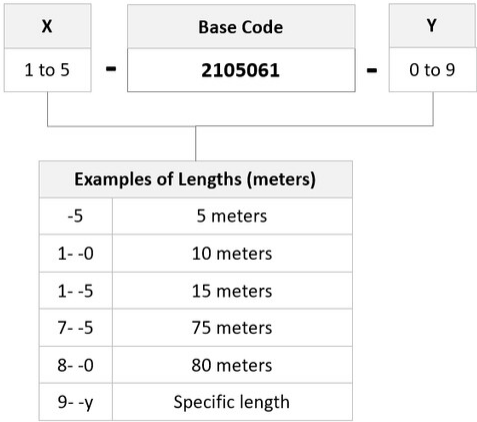 X Base Code Y
1 to 5 - 2105061 - 0 to 9
Examples of Lengths (meters)
-5 5 meters
1- -0 10 meters
1- -5 15 meters
7- -5 75 meters
8- -0 80 meters
9- -y Specific length